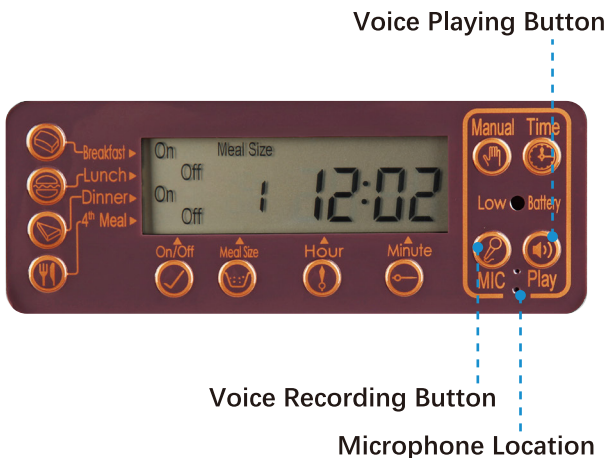 Voice Playing Button
Manual Time
Breakfast
Lunch
Dinner
4th Meal
On Meal Size
Off
On
Off
1 12:02
Low Battery
On/Off Meal Size Hour Minute
MIC Play
Voice Recording Button
Microphone Location